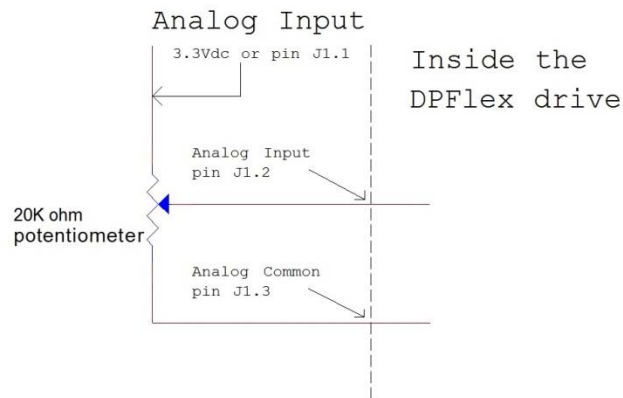 Analog Input
3.3Vdc or pin J1.1
Inside the
DPFlex drive
Analog Input
pin J1.2
20K ohm
potentiometer
Analog Common
pin J1.3